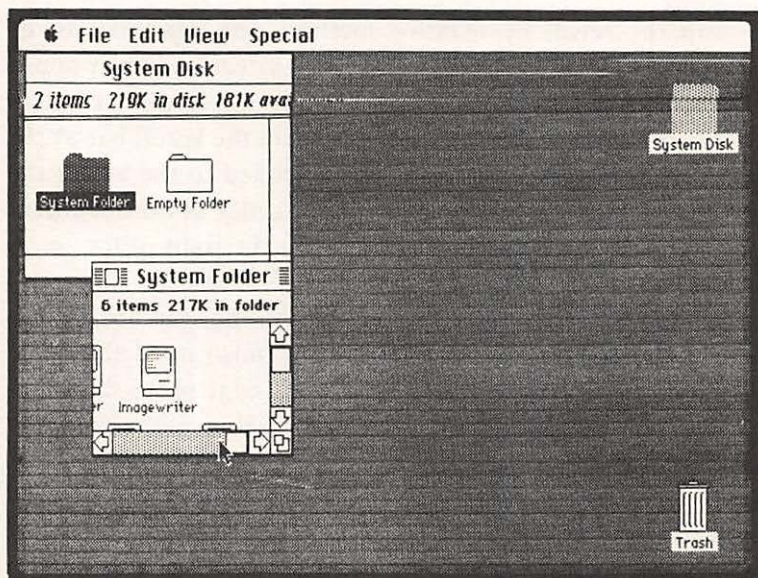 File Edit View Special
System Disk
2 items 219K in disk 181K avai
System Disk
System Folder Empty Folder
System Folder
6 items 217K in folder
er Imagewriter
Trash